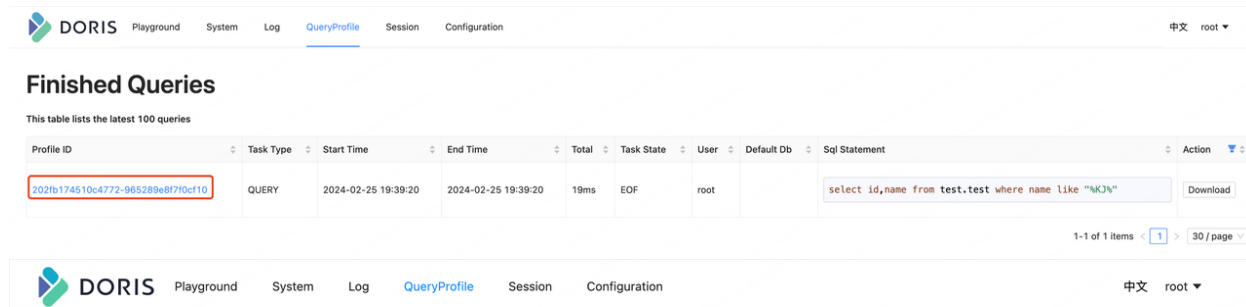 DORIS Playground System Log QueryProfile Session Configuration 中文 root
Finished Queries
This table lists the latest 100 queries
Profile ID Task Type Start Time End Time Total Task State User Default Db Sql Statement Action
202fb174510c4772-965289e8f7f0cf10 QUERY 2024-02-25 19:39:20 2024-02-25 19:39:20 19ms EOF root select id,name from test.test where name like "%KJ%" Download
1-1 of 1 items < 1 > 30 / page
DORIS Playground System Log QueryProfile Session Configuration 中文 root